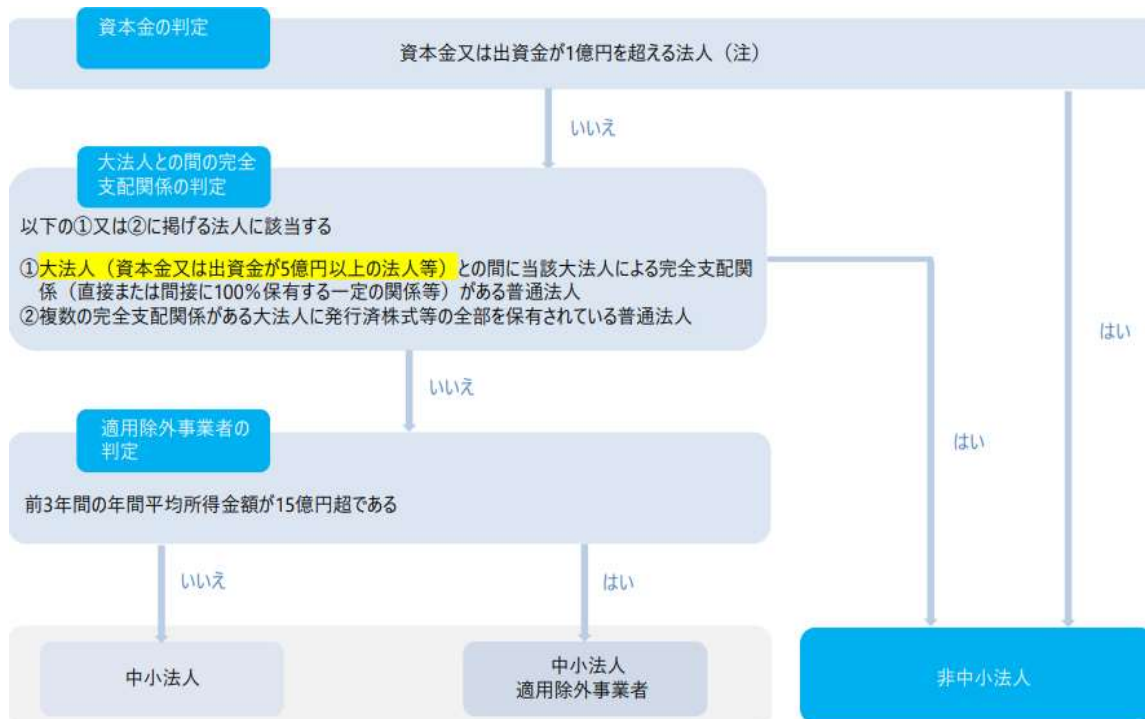 資本金の判定
資本金又は出資金が1億円を超える法人（注）
いいえ
大法人との間の完全
支配関係の判定
以下の①又は②に掲げる法人に該当する
①大法人（資本金又は出資金が5億円以上の法人等）との間に当該大法人による完全支配関
係（直接または間接に100%保有する一定の関係等）がある普通法人
②複数の完全支配関係がある大法人に発行済株式等の全部を保有されている普通法人
はい
いいえ
適用除外事業者の
判定
はい
前3年間の年間平均所得金額が15億円超である
いいえ
はい
中小法人
中小法人
適用除外事業者
非中小法人